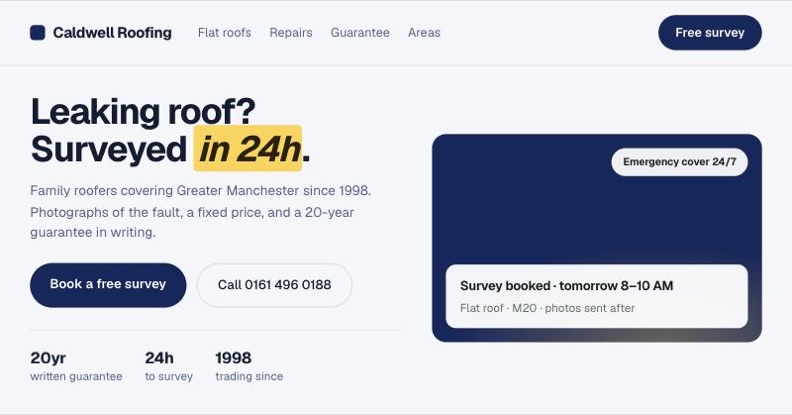 Caldwell Roofing
Flat roofs
Repairs
Guarantee
Areas
Free survey
Leaking roof?
Surveyed in 24h.
Family roofers covering Greater Manchester since 1998.
Photographs of the fault, a fixed price, and a 20-year
guarantee in writing.
Book a free survey
Call 0161 496 0188
20yr
written guarantee
24h
to survey
1998
trading since
Emergency cover 24/7
Survey booked · tomorrow 8–10 AM
Flat roof · M20 · photos sent after